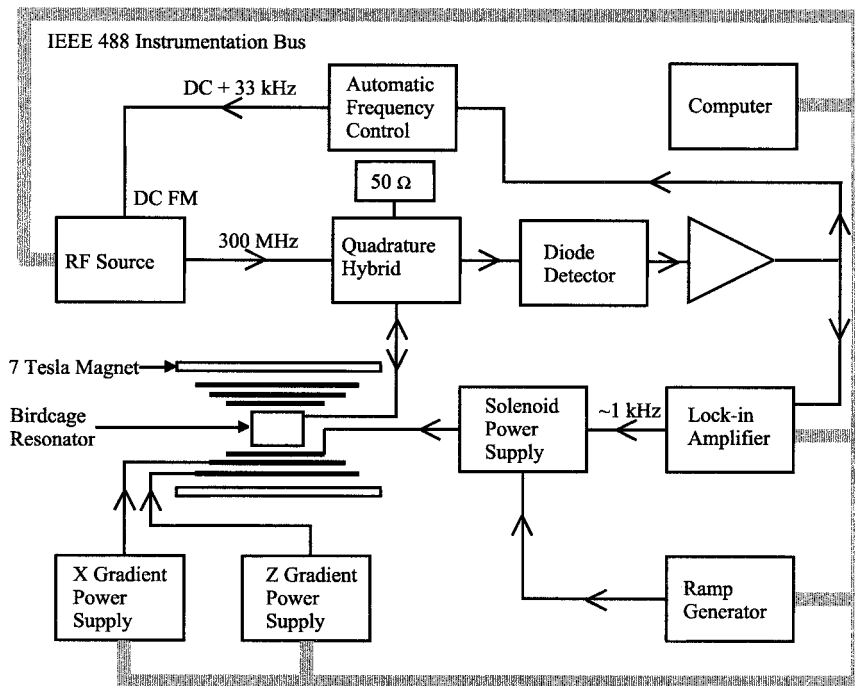 IEEE 488 Instrumentation Bus
DC + 33 kHz
Automatic
Frequency
Control
Computer
50 Ω
DC FM
RF Source
300 MHz
Quadrature
Hybrid
Diode
Detector
7 Tesla Magnet
Birdcage
Resonator
Solenoid
Power
Supply
~1 kHz
Lock-in
Amplifier
X Gradient
Power
Supply
Z Gradient
Power
Supply
Ramp
Generator